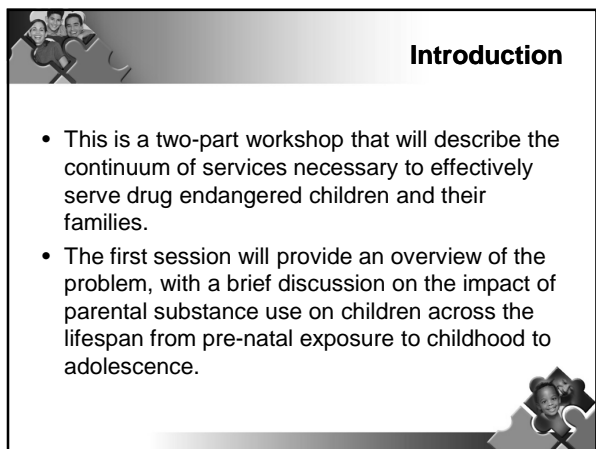 Introduction
• This is a two-part workshop that will describe the
continuum of services necessary to effectively
serve drug endangered children and their
families.
• The first session will provide an overview of the
problem, with a brief discussion on the impact of
parental substance use on children across the
lifespan from pre-natal exposure to childhood to
adolescence.